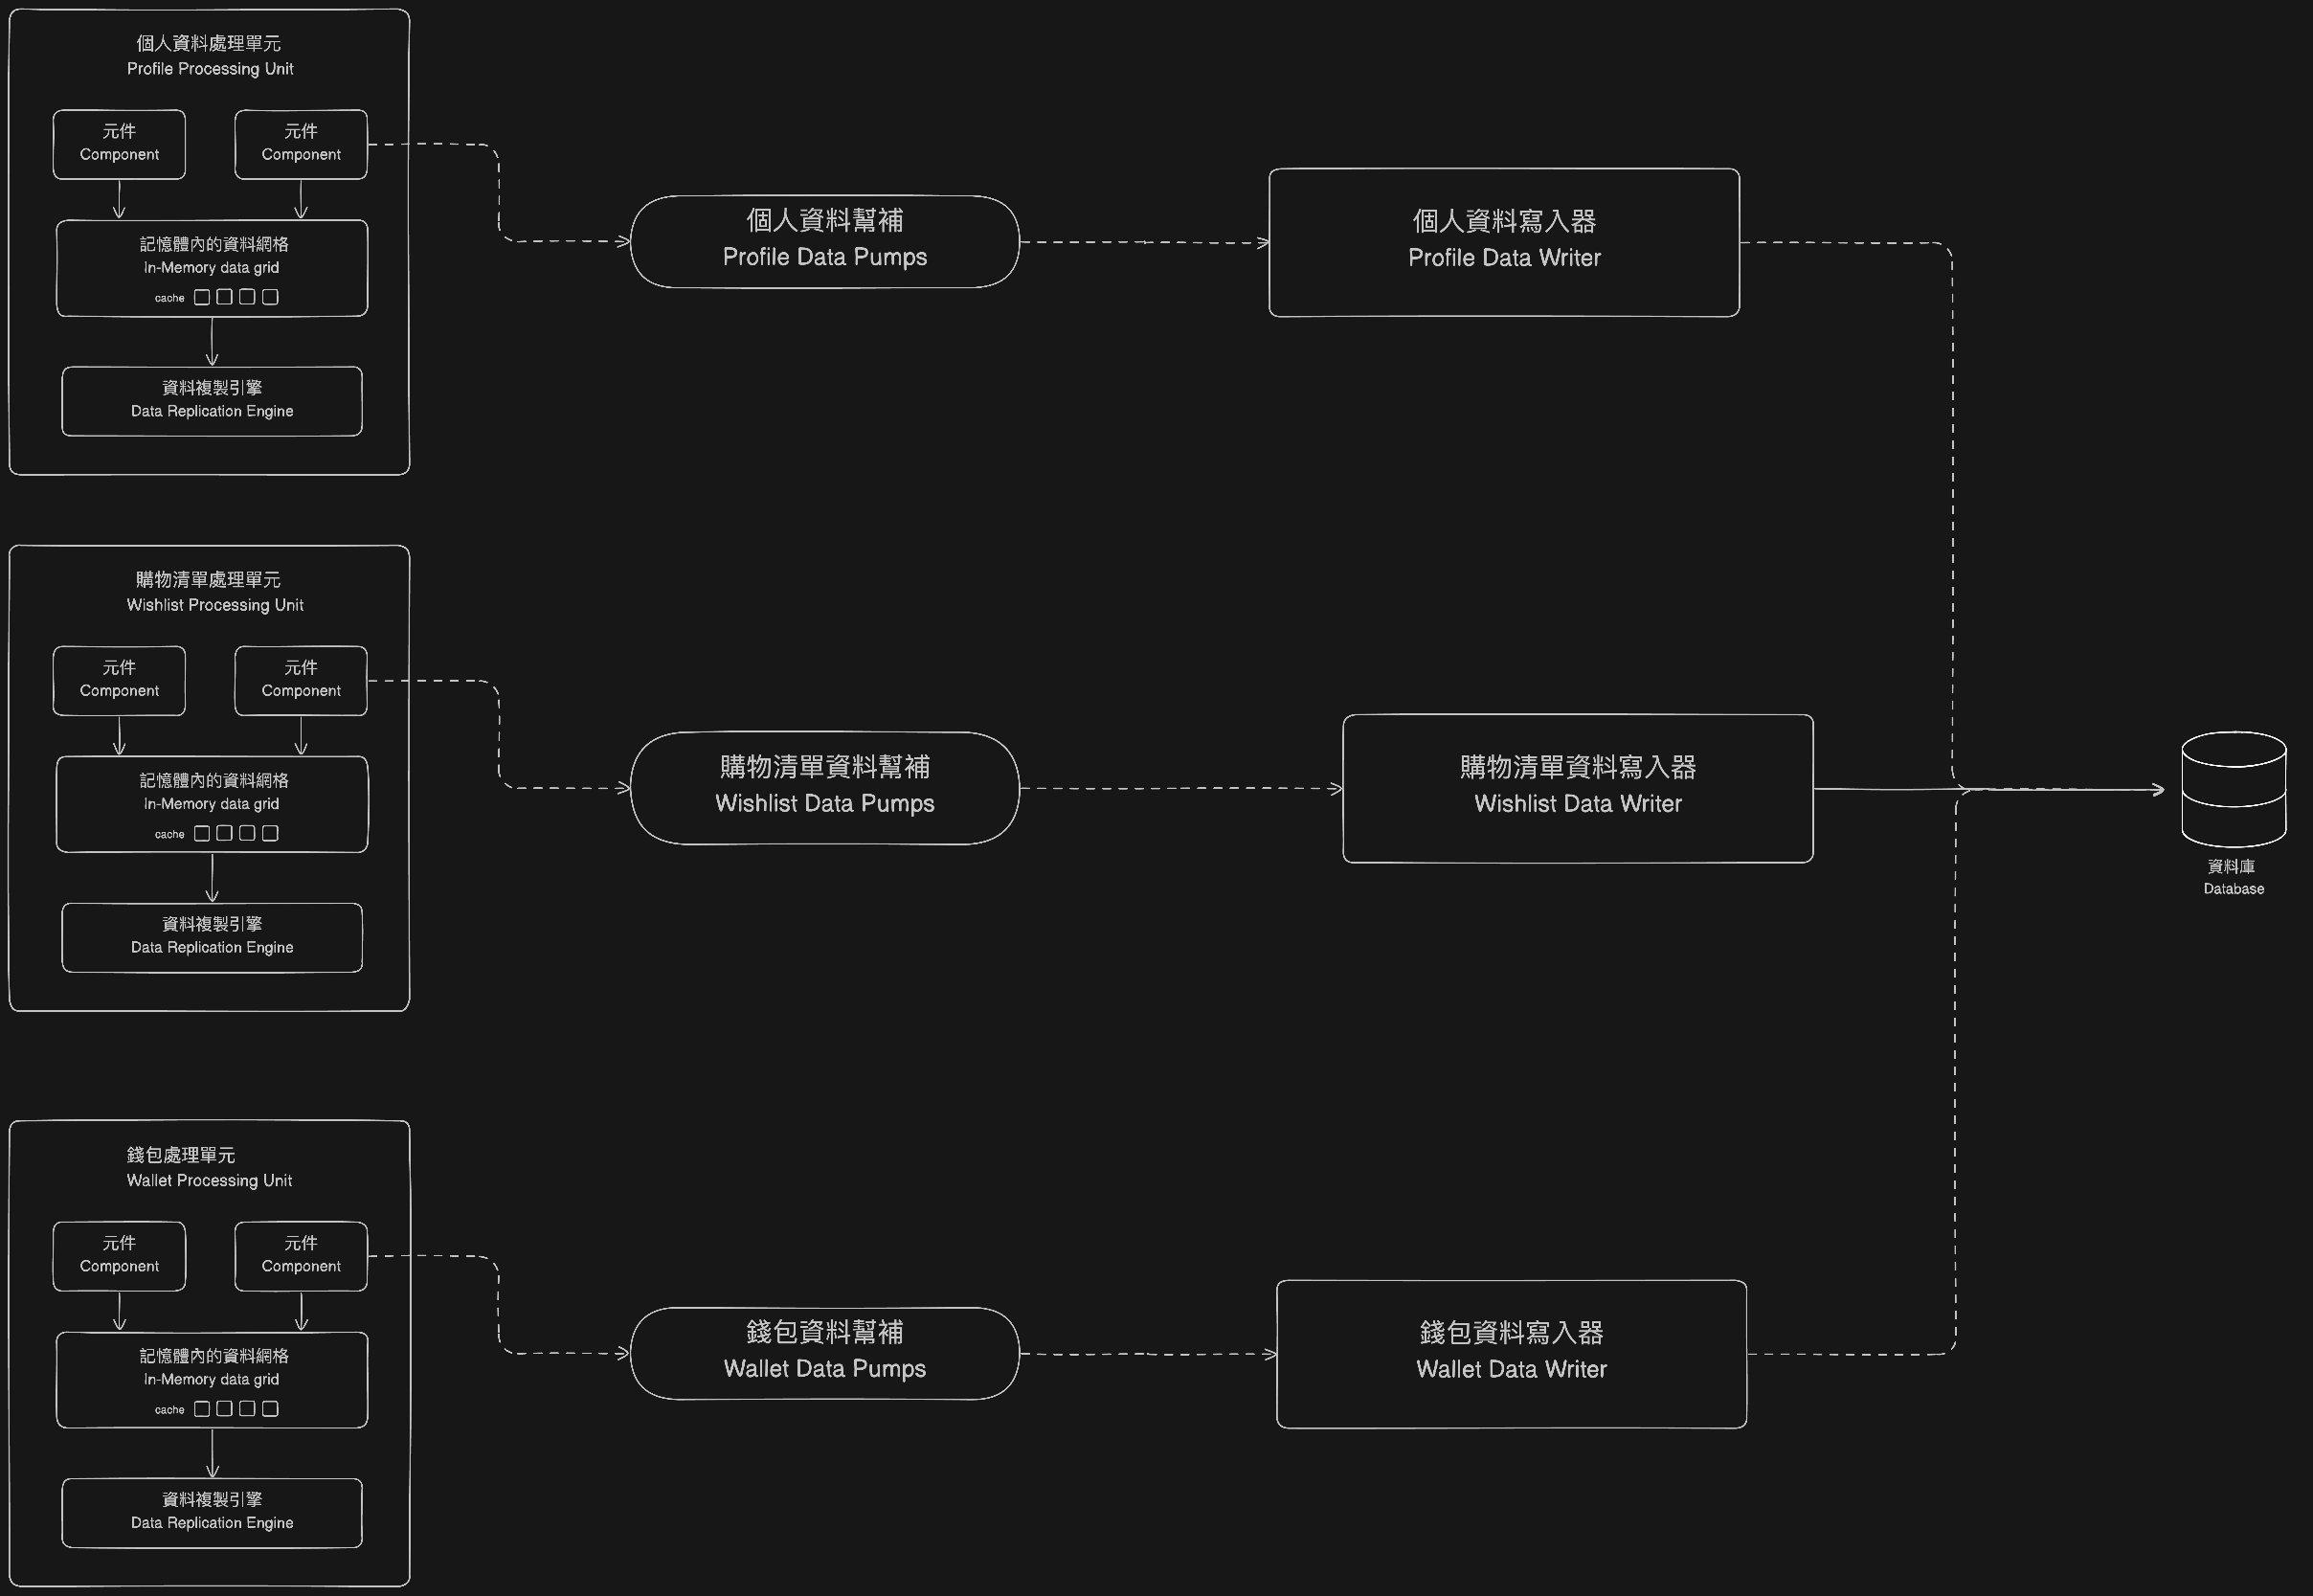 個人資料處理單元
Profile Processing Unit
元件
Component
元件
Component
記憶體內的資料網格
In-Memory data grid
cache
資料複製引擎
Data Replication Engine
個人資料幫補
Profile Data Pumps
個人資料寫入器
Profile Data Writer
購物清單處理單元
Wishlist Processing Unit
元件
Component
元件
Component
記憶體內的資料網格
In-Memory data grid
cache
資料複製引擎
Data Replication Engine
購物清單資料幫補
Wishlist Data Pumps
購物清單資料寫入器
Wishlist Data Writer
資料庫
Database
錢包處理單元
Wallet Processing Unit
元件
Component
元件
Component
記憶體內的資料網格
In-Memory data grid
cache
資料複製引擎
Data Replication Engine
錢包資料幫補
Wallet Data Pumps
錢包資料寫入器
Wallet Data Writer